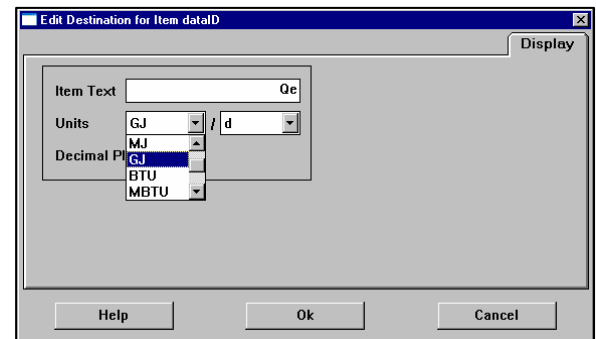 Edit Destination for Item dataID
Display
Item Text Qe
Units GJ / d
MJ
Decimal Pl
GJ
BTU
MBTU
Help Ok Cancel